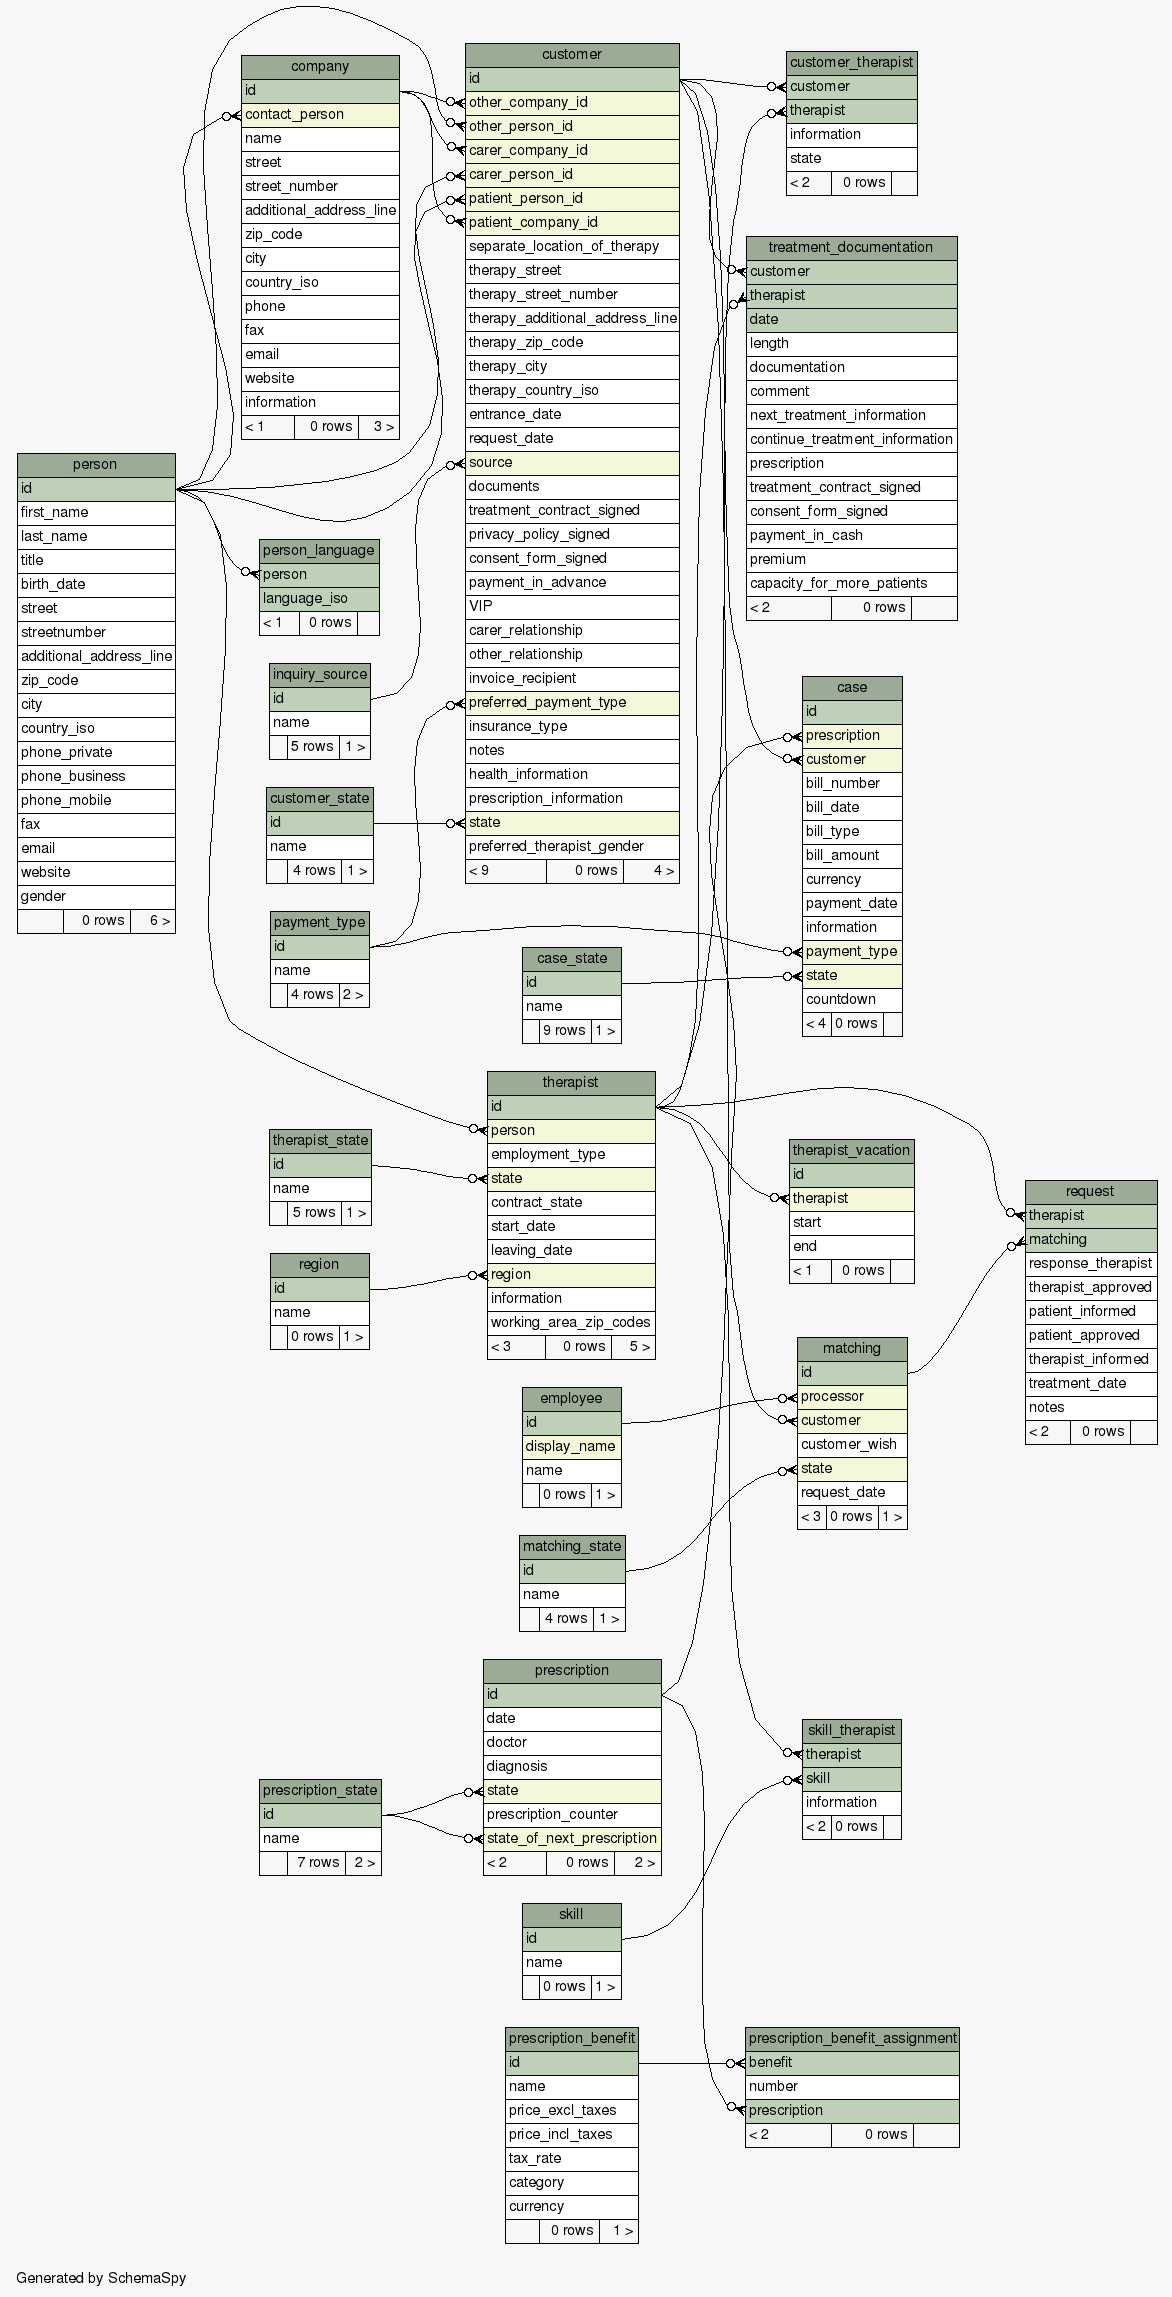 company
id
contact_person
name
street
street_number
additional_address_line
zip_code
city
country_iso
phone
fax
email
website
information
< 1 0 rows 3 >
customer
id
other_company_id
other_person_id
carer_company_id
carer_person_id
patient_person_id
patient_company_id
separate_location_of_therapy
therapy_street
therapy_street_number
therapy_additional_address_line
therapy_zip_code
therapy_city
therapy_country_iso
entrance_date
request_date
source
documents
treatment_contract_signed
privacy_policy_signed
consent_form_signed
payment_in_advance
VIP
carer_relationship
other_relationship
invoice_recipient
preferred_payment_type
insurance_type
notes
health_information
prescription_information
state
preferred_therapist_gender
< 9 0 rows 4 >
customer_therapist
customer
therapist
information
state
< 2 0 rows
treatment_documentation
customer
therapist
date
length
documentation
comment
next_treatment_information
continue_treatment_information
prescription
treatment_contract_signed
consent_form_signed
payment_in_cash
premium
capacity_for_more_patients
< 2 0 rows
person
id
first_name
last_name
title
birth_date
street
streetnumber
additional_address_line
zip_code
city
country_iso
phone_private
phone_business
phone_mobile
fax
email
website
gender
0 rows 6 >
person_language
person
language_iso
< 1 0 rows
inquiry_source
id
name
5 rows 1 >
customer_state
id
name
4 rows 1 >
payment_type
id
name
4 rows 2 >
case
id
prescription
customer
bill_number
bill_date
bill_type
bill_amount
currency
payment_date
information
payment_type
state
countdown
< 4 0 rows
case_state
id
name
9 rows 1 >
therapist
id
person
employment_type
state
contract_state
start_date
leaving_date
region
information
working_area_zip_codes
< 3 0 rows 5 >
therapist_state
id
name
5 rows 1 >
region
id
name
0 rows 1 >
therapist_vacation
id
therapist
start
end
< 1 0 rows
request
therapist
matching
response_therapist
therapist_approved
patient_informed
patient_approved
therapist_informed
treatment_date
notes
< 2 0 rows
matching
id
processor
customer
customer_wish
state
request_date
< 3 0 rows 1 >
employee
id
display_name
name
0 rows 1 >
matching_state
id
name
4 rows 1 >
prescription
id
date
doctor
diagnosis
state
prescription_counter
state_of_next_prescription
< 2 0 rows 2 >
prescription_state
id
name
7 rows 2 >
skill_therapist
therapist
skill
information
< 2 0 rows
skill
id
name
0 rows 1 >
prescription_benefit
id
name
price_excl_taxes
price_incl_taxes
tax_rate
category
currency
0 rows 1 >
prescription_benefit_assignment
benefit
number
prescription
< 2 0 rows
Generated by SchemaSpy